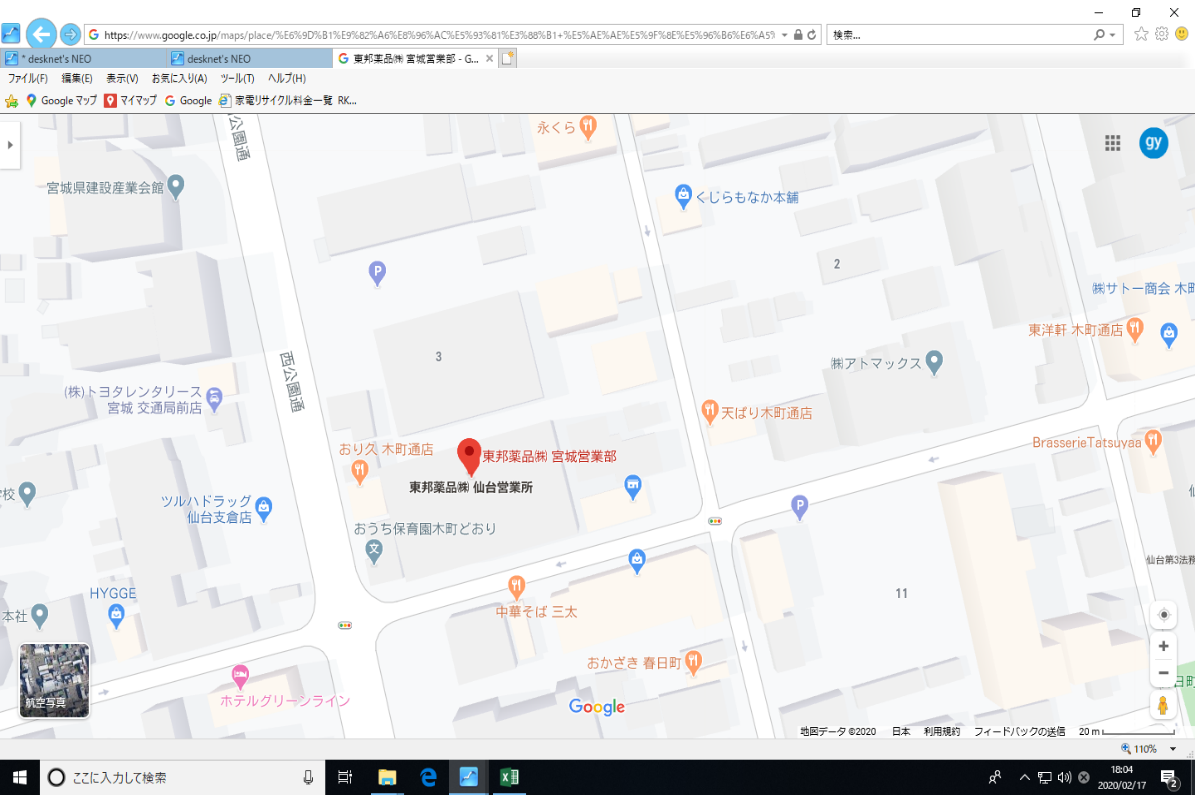 https://www.google.co.jp/maps/place/%E6%9D%B1%E9%82%A6%E8%96%AC%E5%93%81%E3%88%B1+%E5%AE%AE%E5%9F%8E%E5%96%B6%E6%A5%
検索...
* desknet's NEO
desknet's NEO
東邦薬品㈱ 宮城営業部 - G...
ファイル(F) 編集(E) 表示(V) お気に入り(A) ツール(T) ヘルプ(H)
Google マップ マイマップ Google 家電リサイクル料金一覧 RK...
公園通
永くら
gy
宮城県建設産業会館
くじらもなか本舗
P
2
㈱サトー商会 木町
東洋軒 木町通店
3
西公園通
㈱アトマックス
(株)トヨタレンタリース
宮城 交通局前店
天ぱり木町通店
おり久 木町通店
東邦薬品㈱ 宮城営業部
BrasserieTatsuyaa
東邦薬品㈱ 仙台営業所
学校
仙
ツルハドラッグ
仙台支倉店
P
おうち保育園木町どおり
文
仙台第3法務
HYGGE
11
本社
中華そば 三太
おかざき 春日町
日町
航空写真
ホテルグリーンライン
Google
地図データ ©2020 日本 利用規約 フィードバックの送信 20 m
110%
ここに入力して検索
18:04
2020/02/17
2